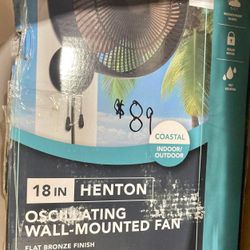 $89
COASTAL
INDOOR/
OUTDOOR
18 IN HENTON
OSCILLATING
WALL-MOUNTED FAN
FLAT BRONZE FINISH